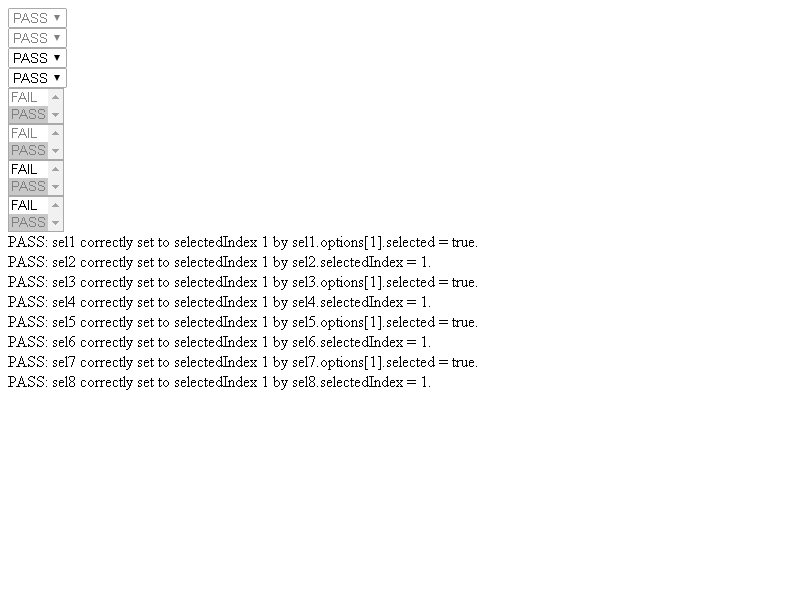 PASS
PASS
PASS
PASS
FAIL
PASS
FAIL
PASS
FAIL
PASS
FAIL
PASS
PASS: sel1 correctly set to selectedIndex 1 by sel1.options[1].selected = true.
PASS: sel2 correctly set to selectedIndex 1 by sel2.selectedIndex = 1.
PASS: sel3 correctly set to selectedIndex 1 by sel3.options[1].selected = true.
PASS: sel4 correctly set to selectedIndex 1 by sel4.selectedIndex = 1.
PASS: sel5 correctly set to selectedIndex 1 by sel5.options[1].selected = true.
PASS: sel6 correctly set to selectedIndex 1 by sel6.selectedIndex = 1.
PASS: sel7 correctly set to selectedIndex 1 by sel7.options[1].selected = true.
PASS: sel8 correctly set to selectedIndex 1 by sel8.selectedIndex = 1.